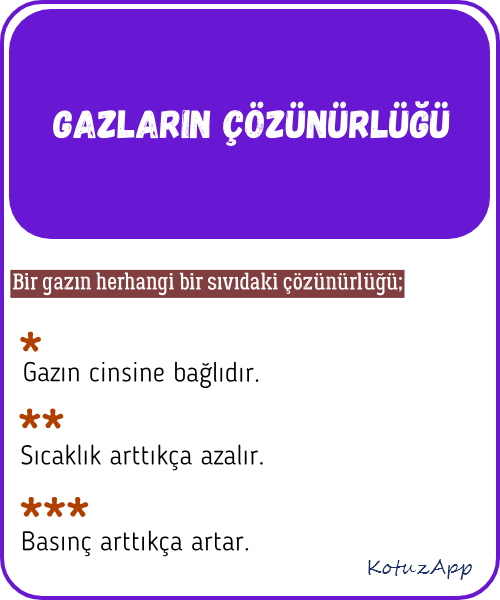 GAZLARIN ÇÖZÜNÜRLÜĞÜ
Bir gazın herhangi bir sıvıdaki çözünürlüğü;
*
Gazın cinsine bağlıdır.
**
Sıcaklık arttıkça azalır.
***
Basınç arttıkça artar.
KotuzApp